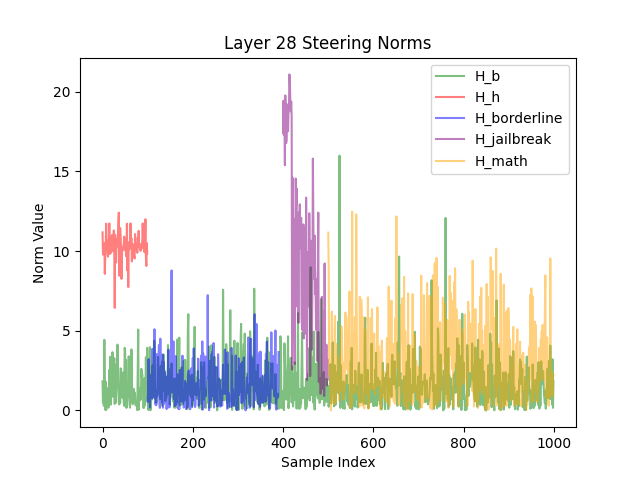 Layer 28 Steering Norms
20
15
10
5
0
Norm Value
H_b
H_h
H_borderline
H_jailbreak
H_math
0 200 400 600 800 1000
Sample Index